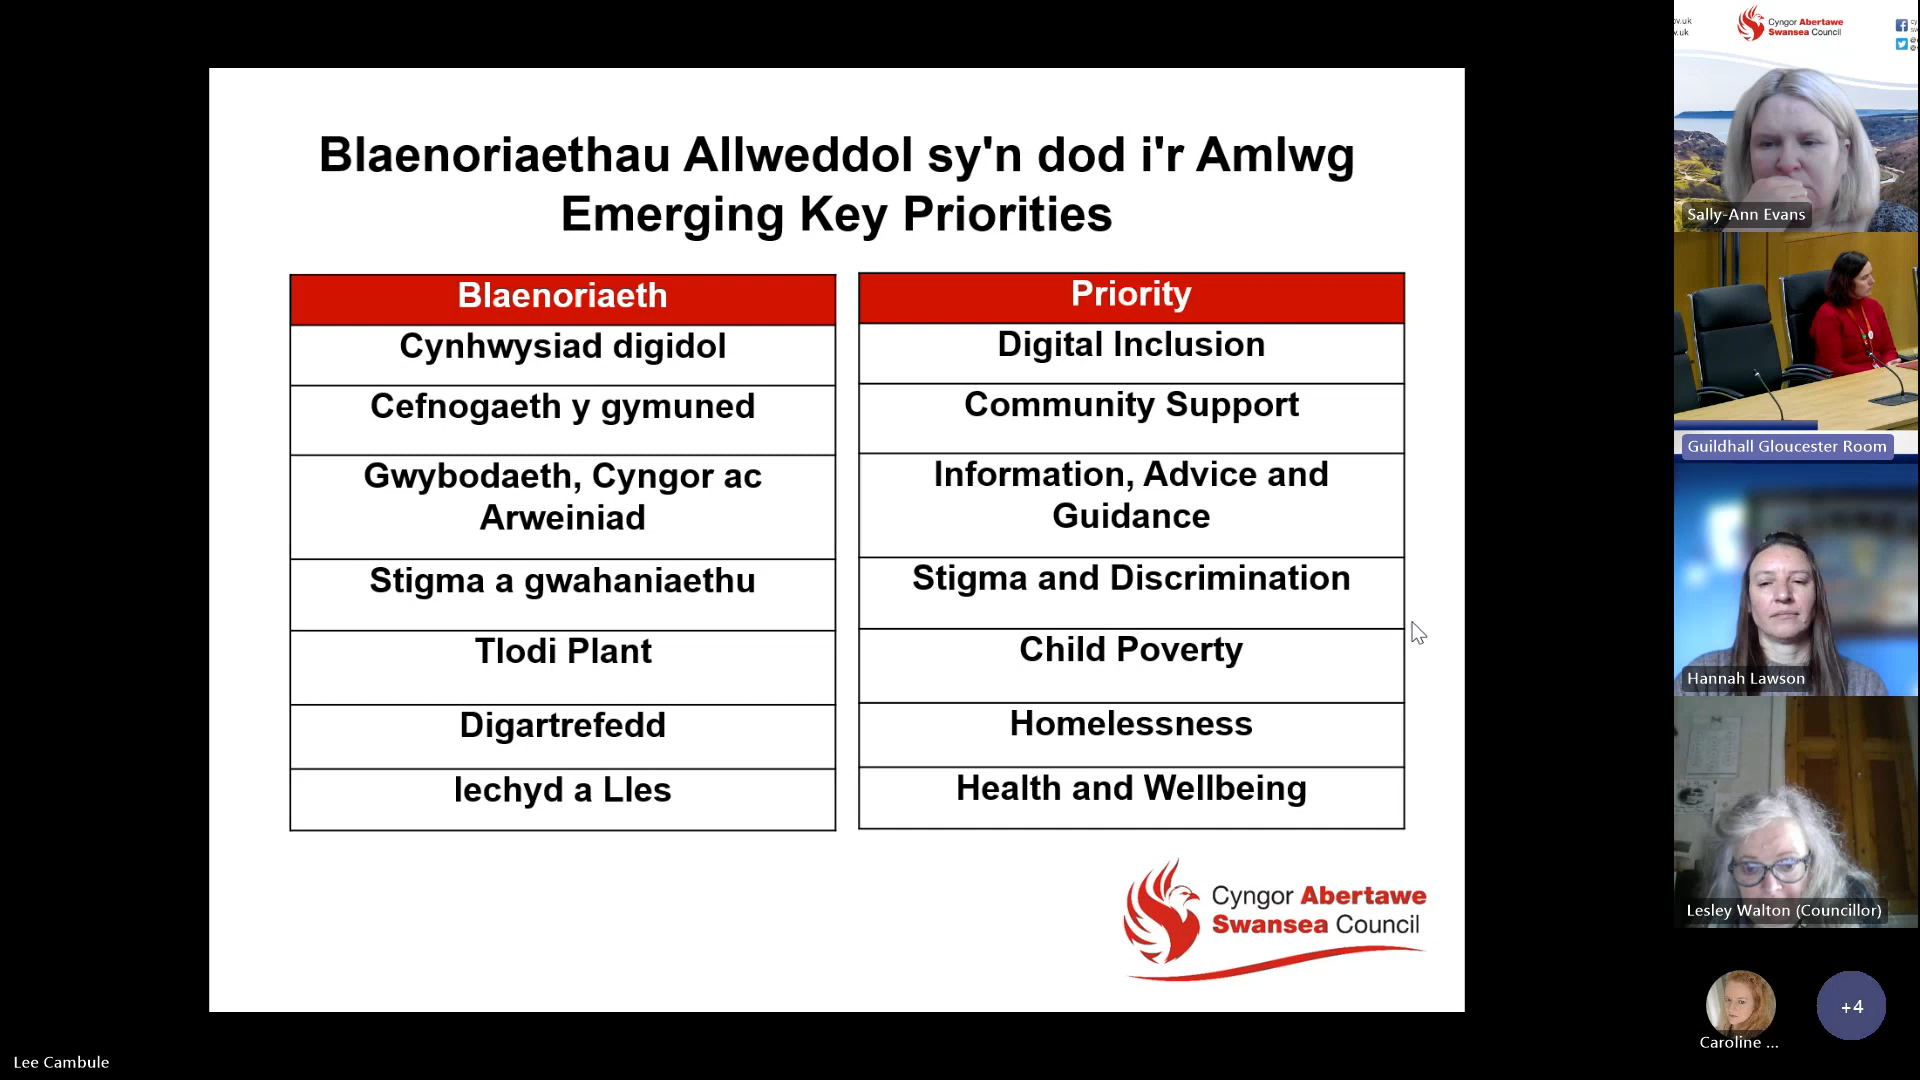 Blaenoriaethau Allweddol sy'n dod i'r Amlwg
Emerging Key Priorities
Blaenoriaeth
Cynhwysiad digidol
Cefnogaeth y gymuned
Gwybodaeth, Cyngor ac
Arweiniad
Stigma a gwahaniaethu
Tlodi Plant
Digartrefedd
Iechyd a Lles
Priority
Digital Inclusion
Community Support
Information, Advice and
Guidance
Stigma and Discrimination
Child Poverty
Homelessness
Health and Wellbeing
Cyngor Abertawe
Swansea Council
Lee Cambule
Cyngor Abertawe
Swansea Council
Sally-Ann Evans
Guildhall Gloucester Room
Hannah Lawson
Lesley Walton (Councillor)
Caroline ...
+4